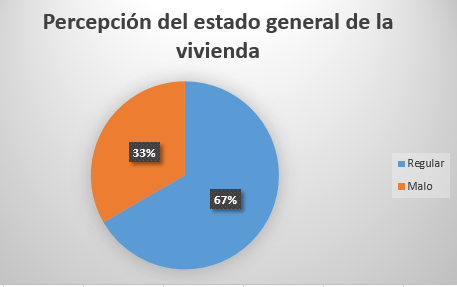 Percepción del estado general de la
vivienda
33%
67%
Regular
Malo